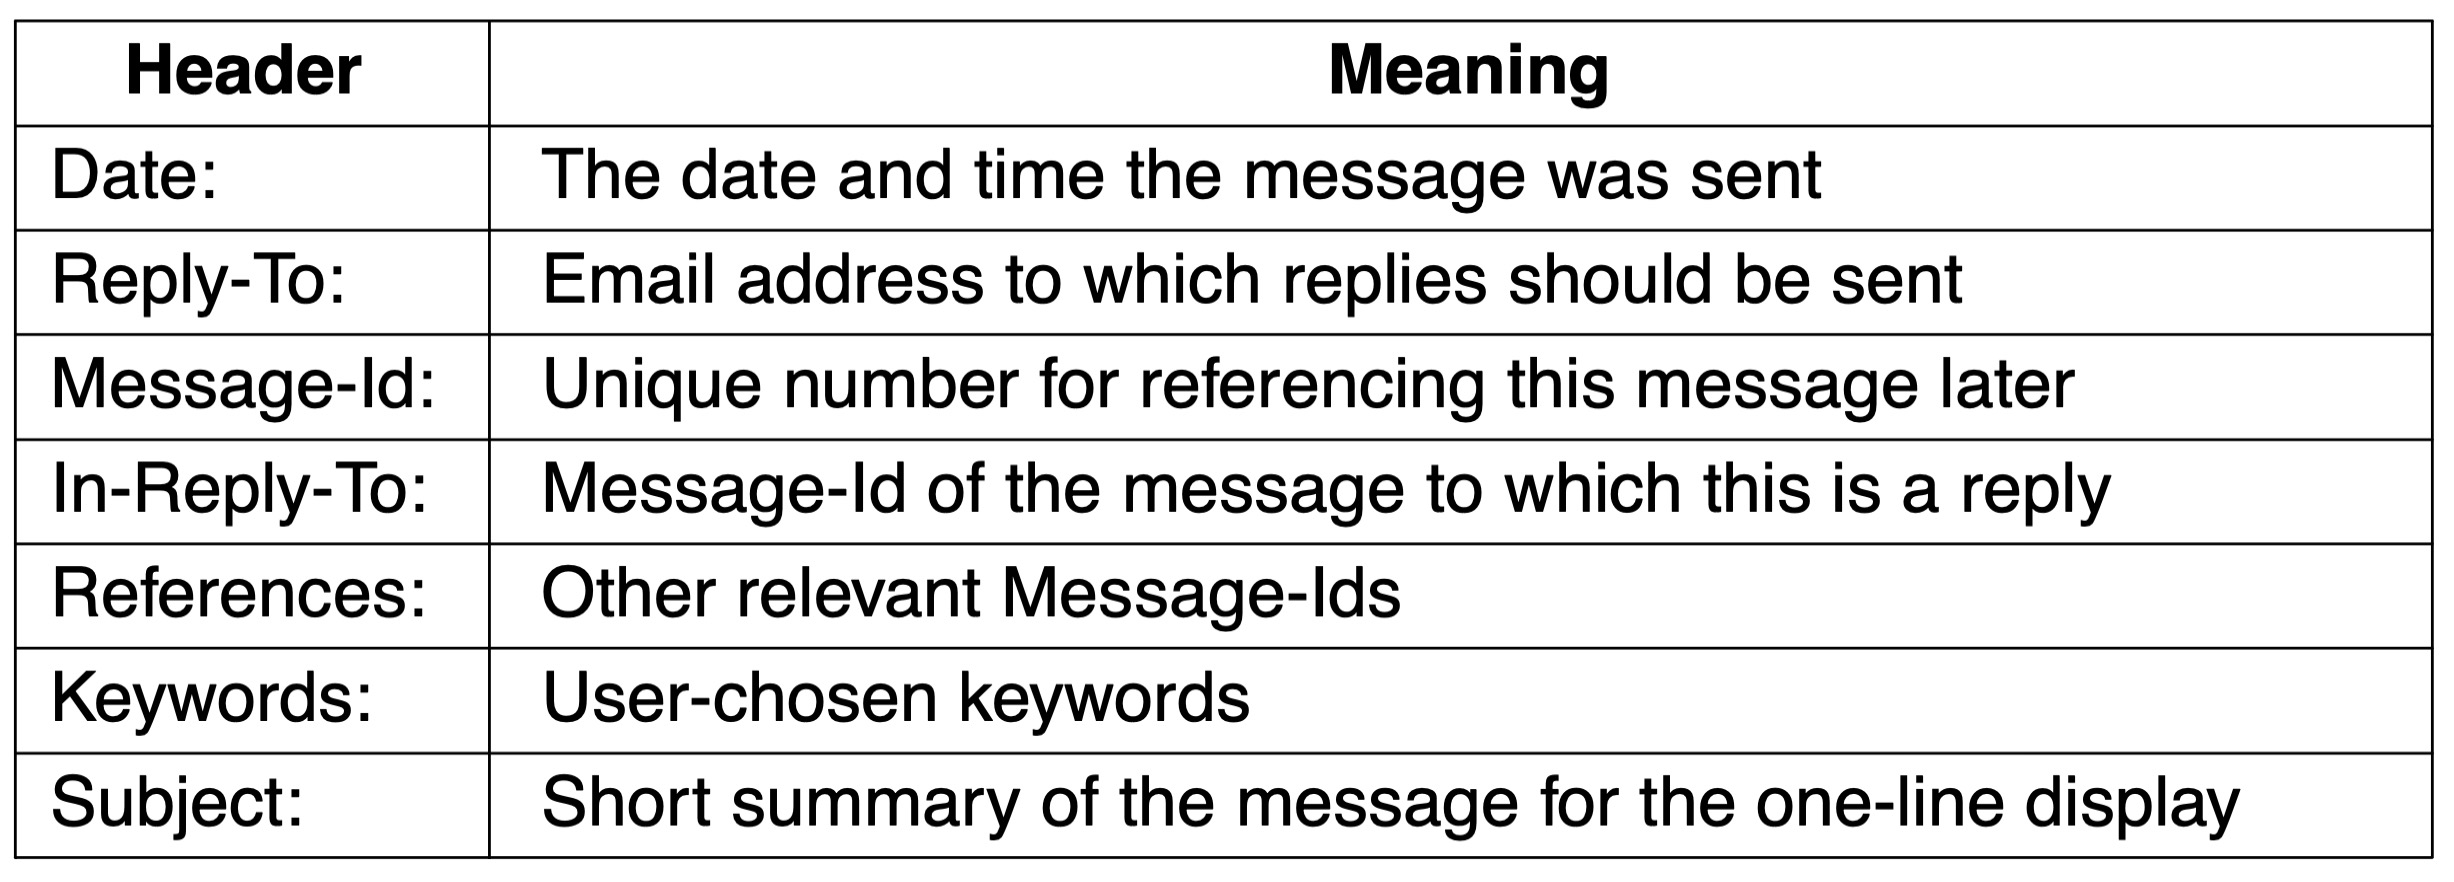 Header Meaning
Date: The date and time the message was sent
Reply-To: Email address to which replies should be sent
Message-Id: Unique number for referencing this message later
In-Reply-To: Message-Id of the message to which this is a reply
References: Other relevant Message-Ids
Keywords: User-chosen keywords
Subject: Short summary of the message for the one-line display